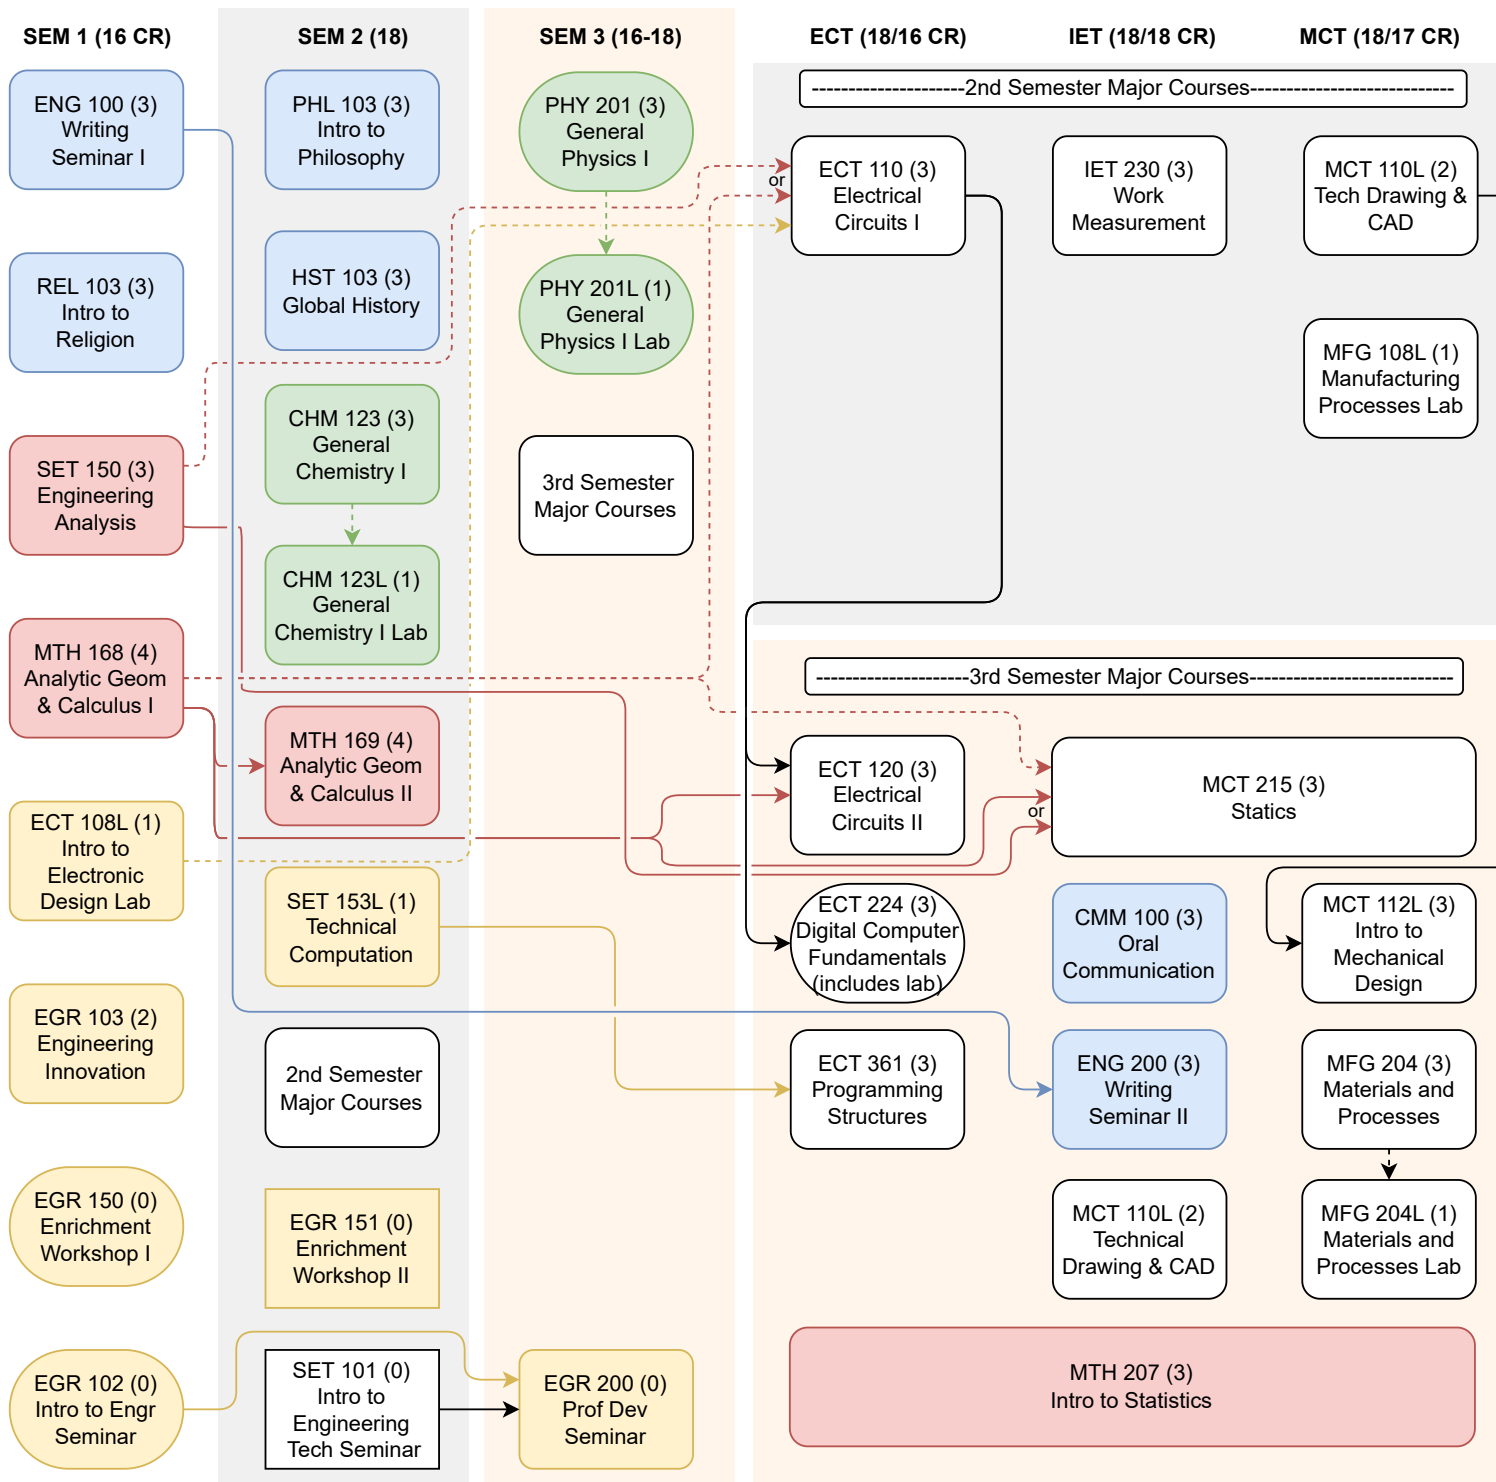 SEM 1 (16 CR)
SEM 2 (18)
SEM 3 (16-18)
ECT (18/16 CR)
IET (18/18 CR)
MCT (18/17 CR)
ENG 100 (3)
Writing
Seminar I
REL 103 (3)
Intro to
Religion
SET 150 (3)
Engineering
Analysis
MTH 168 (4)
Analytic Geom
& Calculus I
ECT 108L (1)
Intro to
Electronic
Design Lab
EGR 103 (2)
Engineering
Innovation
EGR 150 (0)
Enrichment
Workshop I
EGR 102 (0)
Intro to Engr
Seminar
PHL 103 (3)
Intro to
Philosophy
HST 103 (3)
Global History
CHM 123 (3)
General
Chemistry I
CHM 123L (1)
General
Chemistry I Lab
MTH 169 (4)
Analytic Geom
& Calculus II
SET 153L (1)
Technical
Computation
2nd Semester
Major Courses
EGR 151 (0)
Enrichment
Workshop II
SET 101 (0)
Intro to
Engineering
Tech Seminar
PHY 201 (3)
General
Physics I
PHY 201L (1)
General
Physics I Lab
3rd Semester
Major Courses
EGR 200 (0)
Prof Dev
Seminar
---------------------2nd Semester Major Courses----------------------------
or
ECT 110 (3)
Electrical
Circuits I
IET 230 (3)
Work
Measurement
MCT 110L (2)
Tech Drawing &
CAD
MFG 108L (1)
Manufacturing
Processes Lab
---------------------3rd Semester Major Courses----------------------------
ECT 120 (3)
Electrical
Circuits II
or
MCT 215 (3)
Statics
ECT 224 (3)
Digital Computer
Fundamentals
(includes lab)
CMM 100 (3)
Oral
Communication
MCT 112L (3)
Intro to
Mechanical
Design
ECT 361 (3)
Programming
Structures
ENG 200 (3)
Writing
Seminar II
MFG 204 (3)
Materials and
Processes
MCT 110L (2)
Technical
Drawing & CAD
MFG 204L (1)
Materials and
Processes Lab
MTH 207 (3)
Intro to Statistics